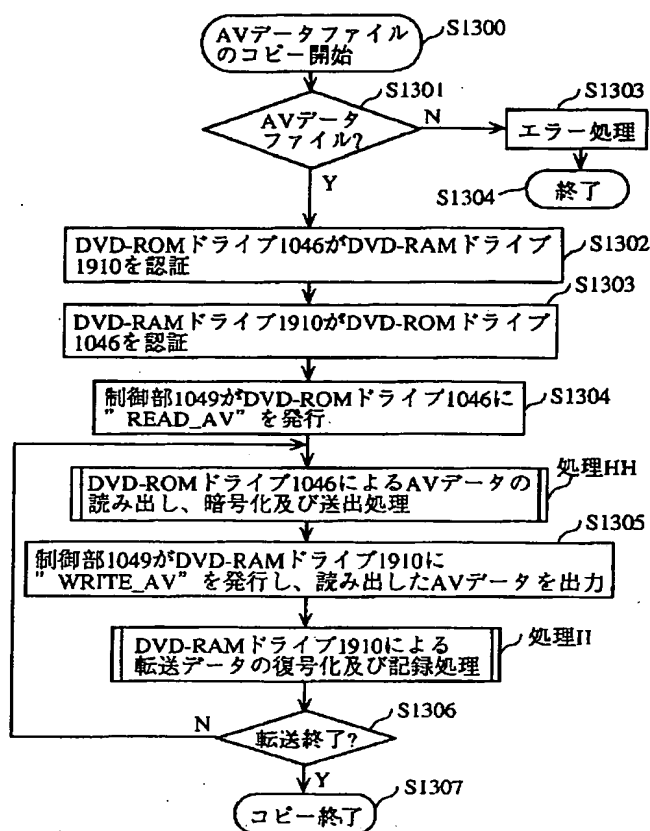 AVデータファイル
のコピー開始
S1300
S1301
AVデータ
ファイル?
N
S1303
エラー処理
Y
S1304
終了
DVD-ROMドライブ1046がDVD-RAMドライブ
1910を認証
S1302
S1303
DVD-RAMドライブ1910がDVD-ROMドライブ
1046を認証
制御部1049がDVD-ROMドライブ1046に
"READ_AV"を発行
S1304
処理HH
DVD-ROMドライブ1046によるAVデータの
読み出し、暗号化及び送出処理
S1305
制御部1049がDVD-RAMドライブ1910に
"WRITE_AV"を発行し、読み出したAVデータを出力
処理II
DVD-RAMドライブ1910による
転送データの復号化及び記録処理
S1306
N
転送終了?
Y
S1307
コピー終了